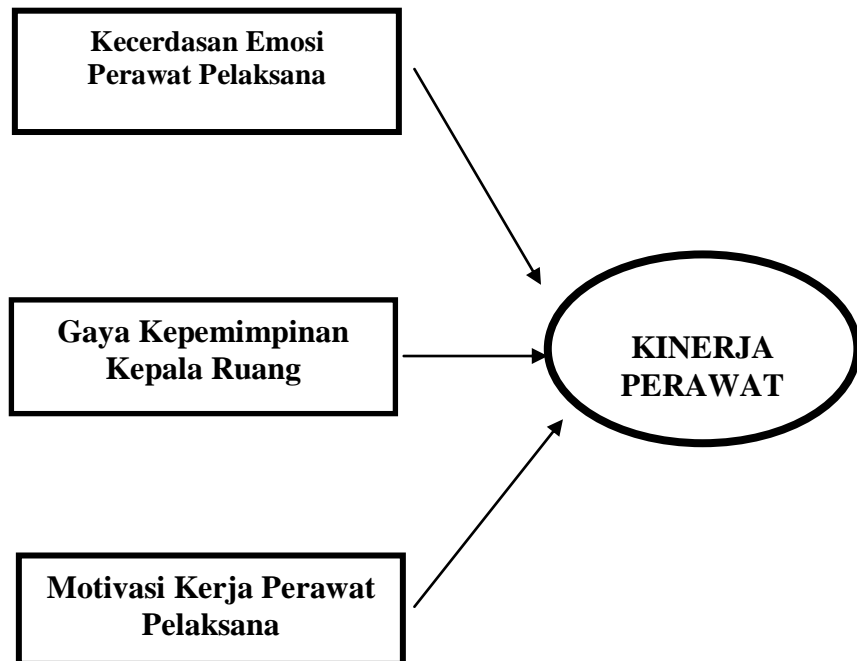 Kecerdasan Emosi
Perawat Pelaksana
Gaya Kepemimpinan
Kepala Ruang
KINERJA
PERAWAT
Motivasi Kerja Perawat
Pelaksana